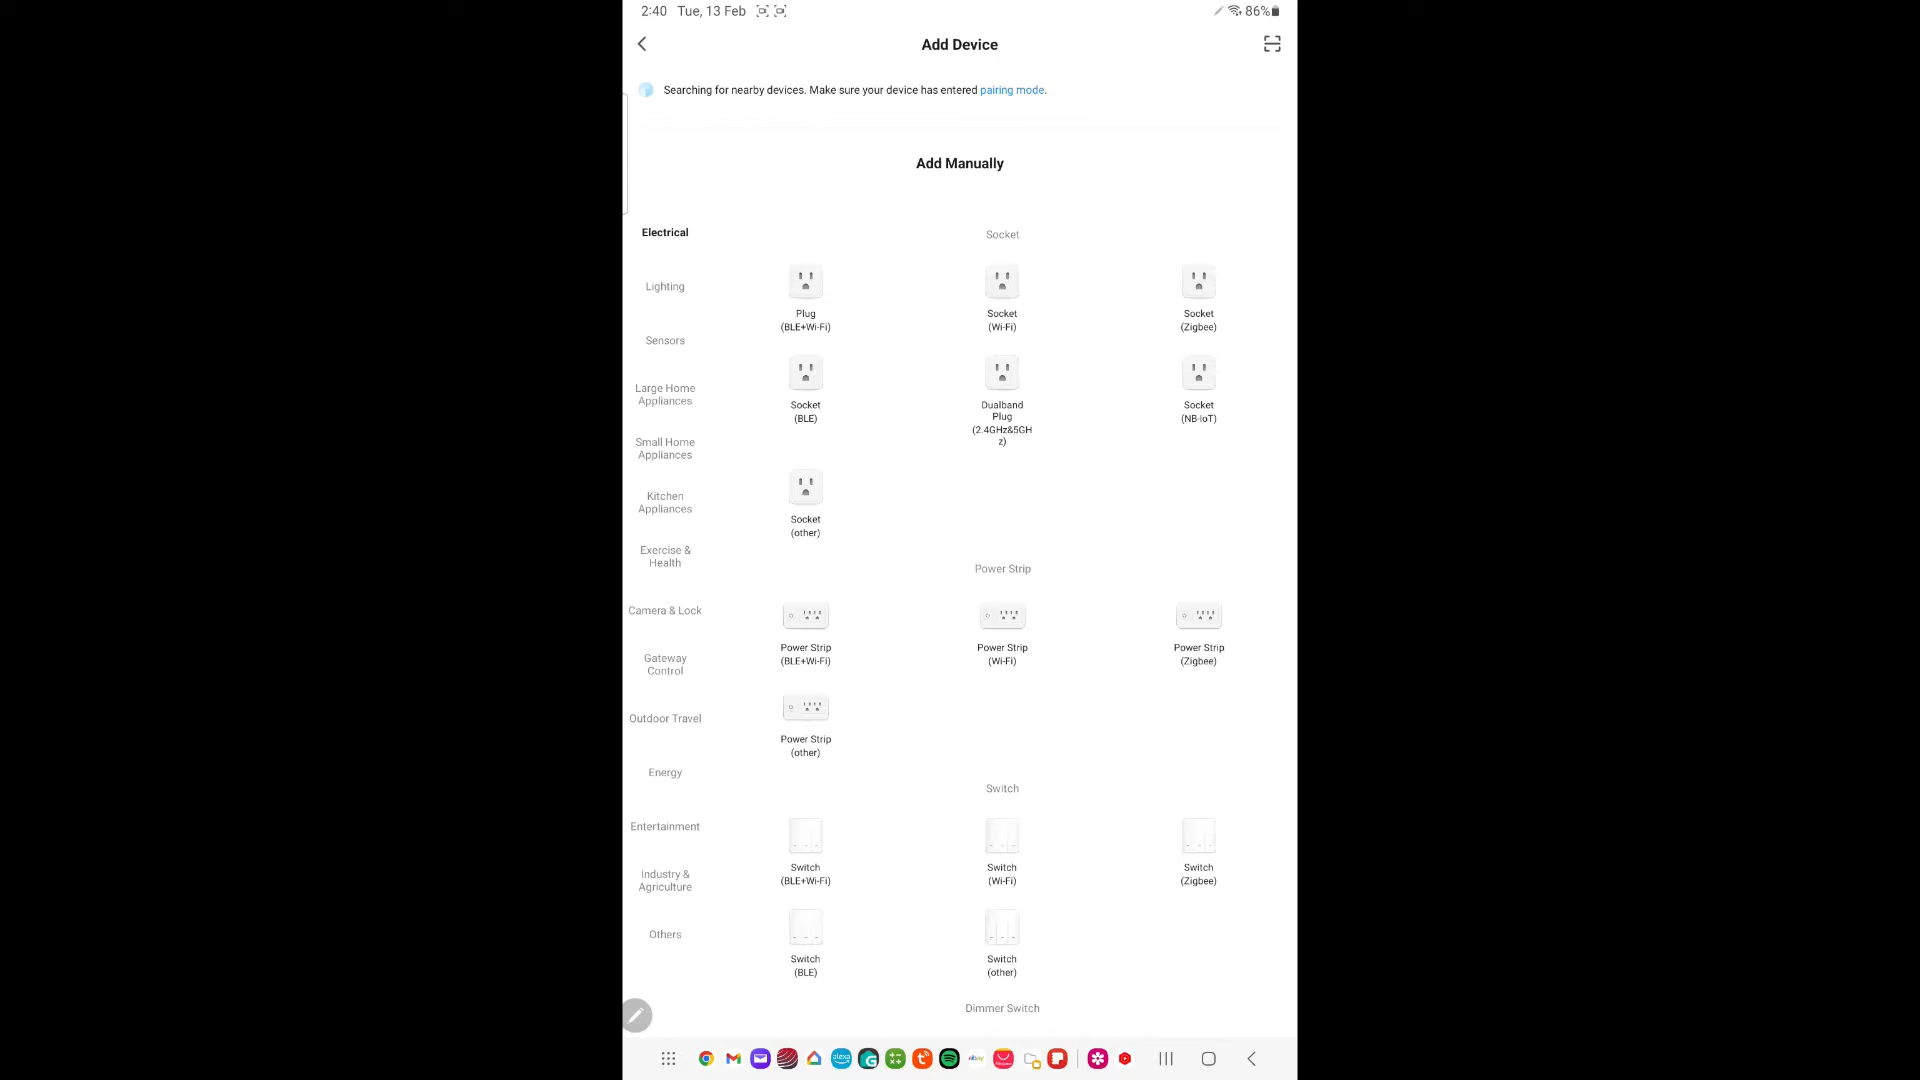 2:40 Tue, 13 Feb
86%
Add Device
Searching for nearby devices. Make sure your device has entered pairing mode.
Add Manually
Electrical
Lighting
Sensors
Large Home
Appliances
Small Home
Appliances
Kitchen
Appliances
Exercise &
Health
Camera & Lock
Gateway
Control
Outdoor Travel
Energy
Entertainment
Industry &
Agriculture
Others
Socket
Plug
(BLE+Wi-Fi)
Socket
(Wi-Fi)
Socket
(Zigbee)
Socket
(BLE)
Dualband
Plug
(2.4GHz&5GH
z)
Socket
(NB-IoT)
Socket
(other)
Power Strip
Power Strip
(BLE+Wi-Fi)
Power Strip
(Wi-Fi)
Power Strip
(Zigbee)
Power Strip
(other)
Switch
Switch
(BLE+Wi-Fi)
Switch
(Wi-Fi)
Switch
(Zigbee)
Switch
(BLE)
Switch
(other)
Dimmer Switch
alexa
ebay